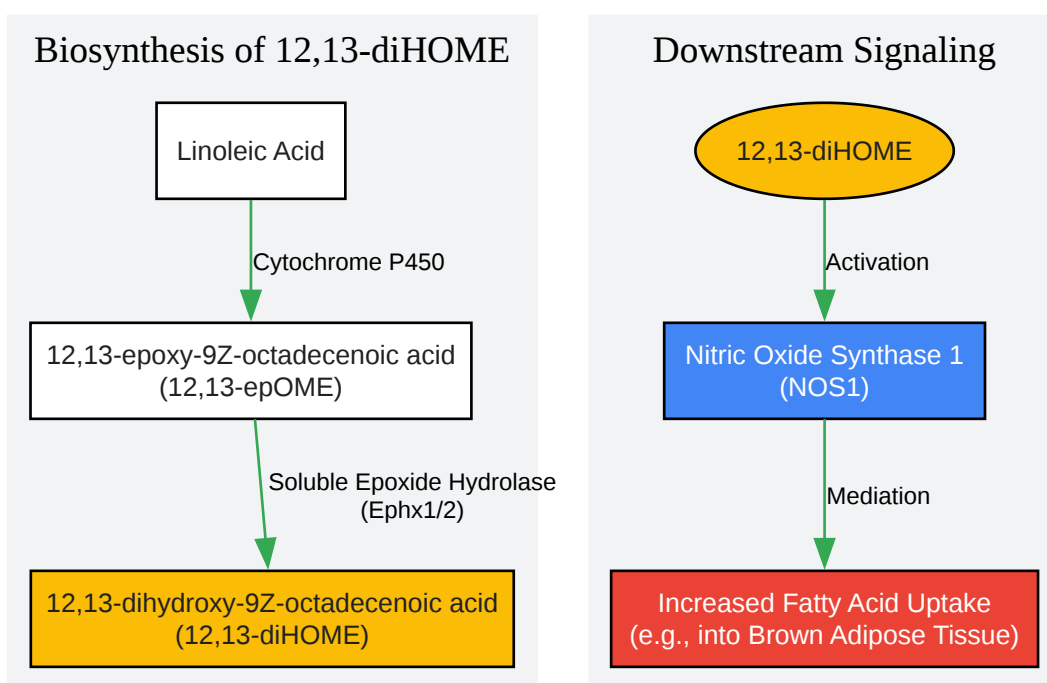 Biosynthesis of 12,13-diHOME
Linoleic Acid
Cytochrome P450
12,13-epoxy-9Z-octadecenoic acid
(12,13-epOME)
Soluble Epoxide Hydrolase
(Ephx1/2)
12,13-dihydroxy-9Z-octadecenoic acid
(12,13-diHOME)
Downstream Signaling
12,13-diHOME
Activation
Nitric Oxide Synthase 1
(NOS1)
Mediation
Increased Fatty Acid Uptake
(e.g., into Brown Adipose Tissue)